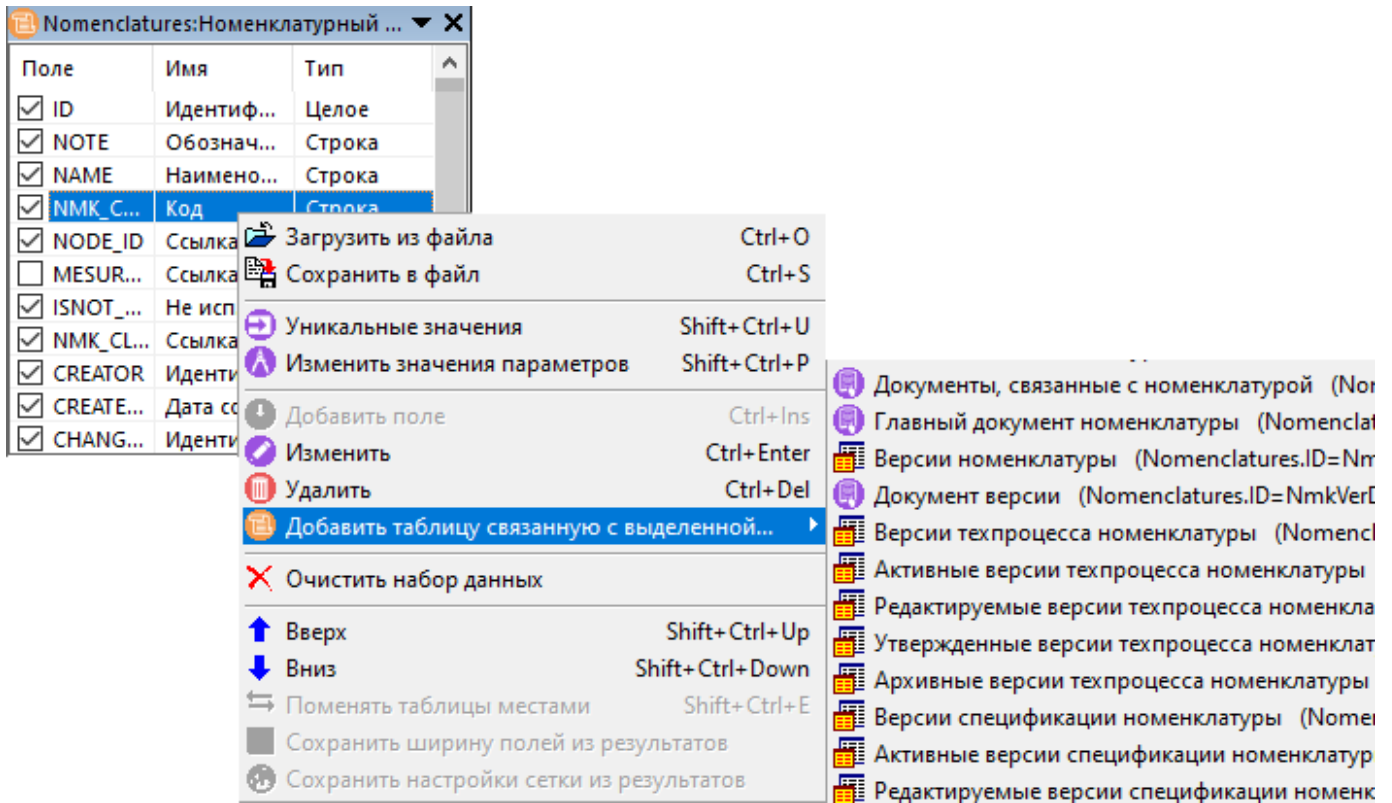 Nomenclatures:Номенклатурный ...
Поле Имя Тип
ID Идентиф... Целое
NOTE Обознач... Строка
NAME Наимено... Строка
NMK_C... Код Строка
NODE_ID Ссылка
MESUR... Ссылка
ISNOT_... Не исп
NMK_CL... Ссылка
CREATOR Иденти
CREATE... Дата со
CHANG... Иденти
Загрузить из файла Ctrl+O
Сохранить в файл Ctrl+S
Уникальные значения Shift+Ctrl+U
Изменить значения параметров Shift+Ctrl+P
Добавить поле Ctrl+Ins
Изменить Ctrl+Enter
Удалить Ctrl+Del
Добавить таблицу связанную с выделенной...
Очистить набор данных
Вверх Shift+Ctrl+Up
Вниз Shift+Ctrl+Down
Поменять таблицы местами Shift+Ctrl+E
Сохранить ширину полей из результатов
Сохранить настройки сетки из результатов
Документы, связанные с номенклатурой (Nom
Главный документ номенклатуры (Nomenclat
Версии номенклатуры (Nomenclatures.ID=Nm
Документ версии (Nomenclatures.ID=NmkVerD
Версии техпроцесса номенклатуры (Nomencl
Активные версии техпроцесса номенклатуры
Редактируемые версии техпроцесса номенкла
Утвержденные версии техпроцесса номенклат
Архивные версии техпроцесса номенклатуры
Версии спецификации номенклатуры (Nomen
Активные версии спецификации номенклатур
Редактируемые версии спецификации номенк